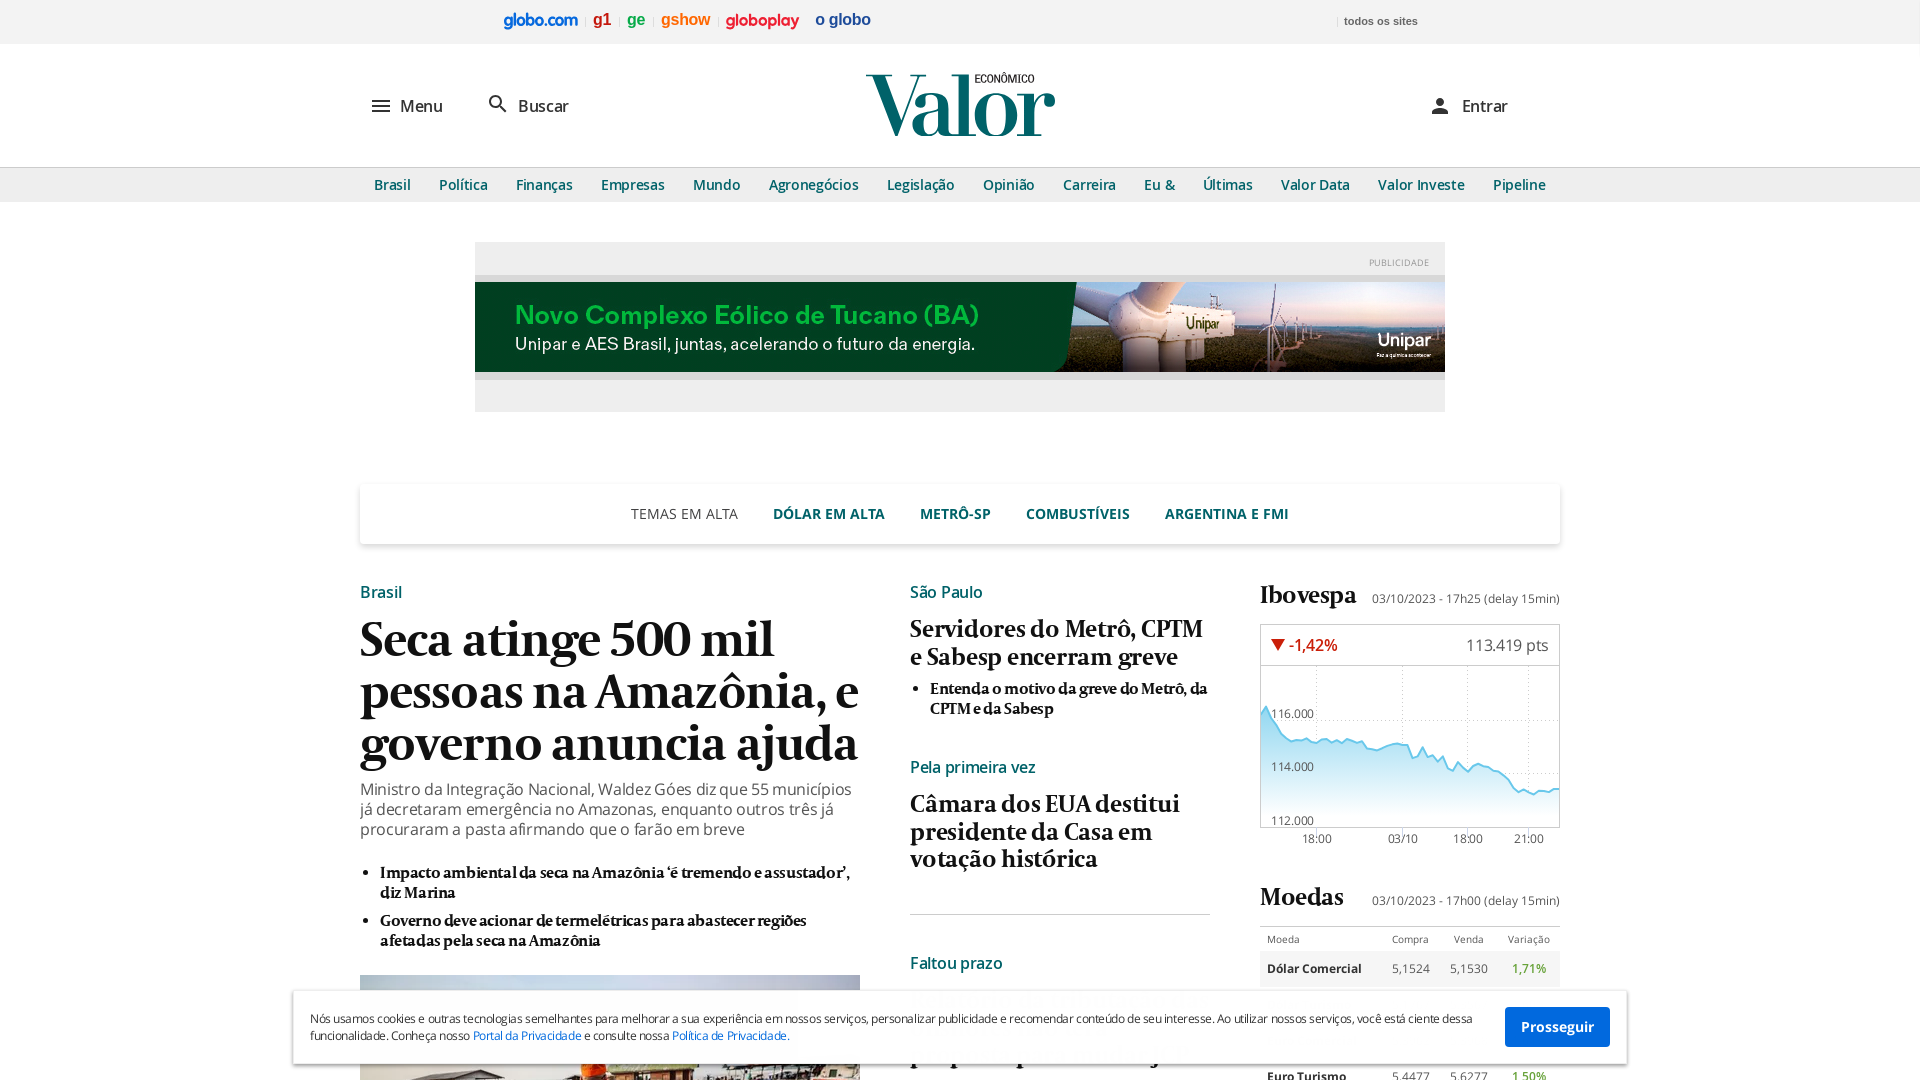 globo.com g1 ge gshow globoplay o globo todos os sites
Menu Buscar Valor ECONÔMICO Entrar
Brasil Política Finanças Empresas Mundo Agronegócios Legislação Opinião Carreira Eu & Últimas Valor Data Valor Investe Pipeline
PUBLICIDADE
Novo Complexo Eólico de Tucano (BA)
Unipar e AES Brasil, juntas, acelerando o futuro da energia.
Unipar
Unipar
Faz a química acontecer
TEMAS EM ALTA DÓLAR EM ALTA METRÔ-SP COMBUSTÍVEIS ARGENTINA E FMI
Brasil
Seca atinge 500 mil
pessoas na Amazônia, e
governo anuncia ajuda
Ministro da Integração Nacional, Waldez Góes diz que 55 municípios
já decretaram emergência no Amazonas, enquanto outros três já
procuraram a pasta afirmando que o farão em breve
• Impacto ambiental da seca na Amazônia ‘é tremendo e assustador’,
diz Marina
• Governo deve acionar de termelétricas para abastecer regiões
afetadas pela seca na Amazônia
São Paulo
Servidores do Metrô, CPTM
e Sabesp encerram greve
• Entenda o motivo da greve do Metrô, da
CPTM e da Sabesp
Pela primeira vez
Câmara dos EUA destitui
presidente da Casa em
votação histórica
Faltou prazo
Ibovespa 03/10/2023 - 17h25 (delay 15min)
▼ -1,42% 113.419 pts
116.000
114.000
112.000
18:00 03/10 18:00 21:00
Moedas 03/10/2023 - 17h00 (delay 15min)
Moeda Compra Venda Variação
Dólar Comercial 5,1524 5,1530 1,71%
Euro Turismo 5,4477 5,6277 1,50%
Nós usamos cookies e outras tecnologias semelhantes para melhorar a sua experiência em nossos serviços, personalizar publicidade e recomendar conteúdo de seu interesse. Ao utilizar nossos serviços, você está ciente dessa
funcionalidade. Conheça nosso Portal da Privacidade e consulte nossa Política de Privacidade.
Prosseguir